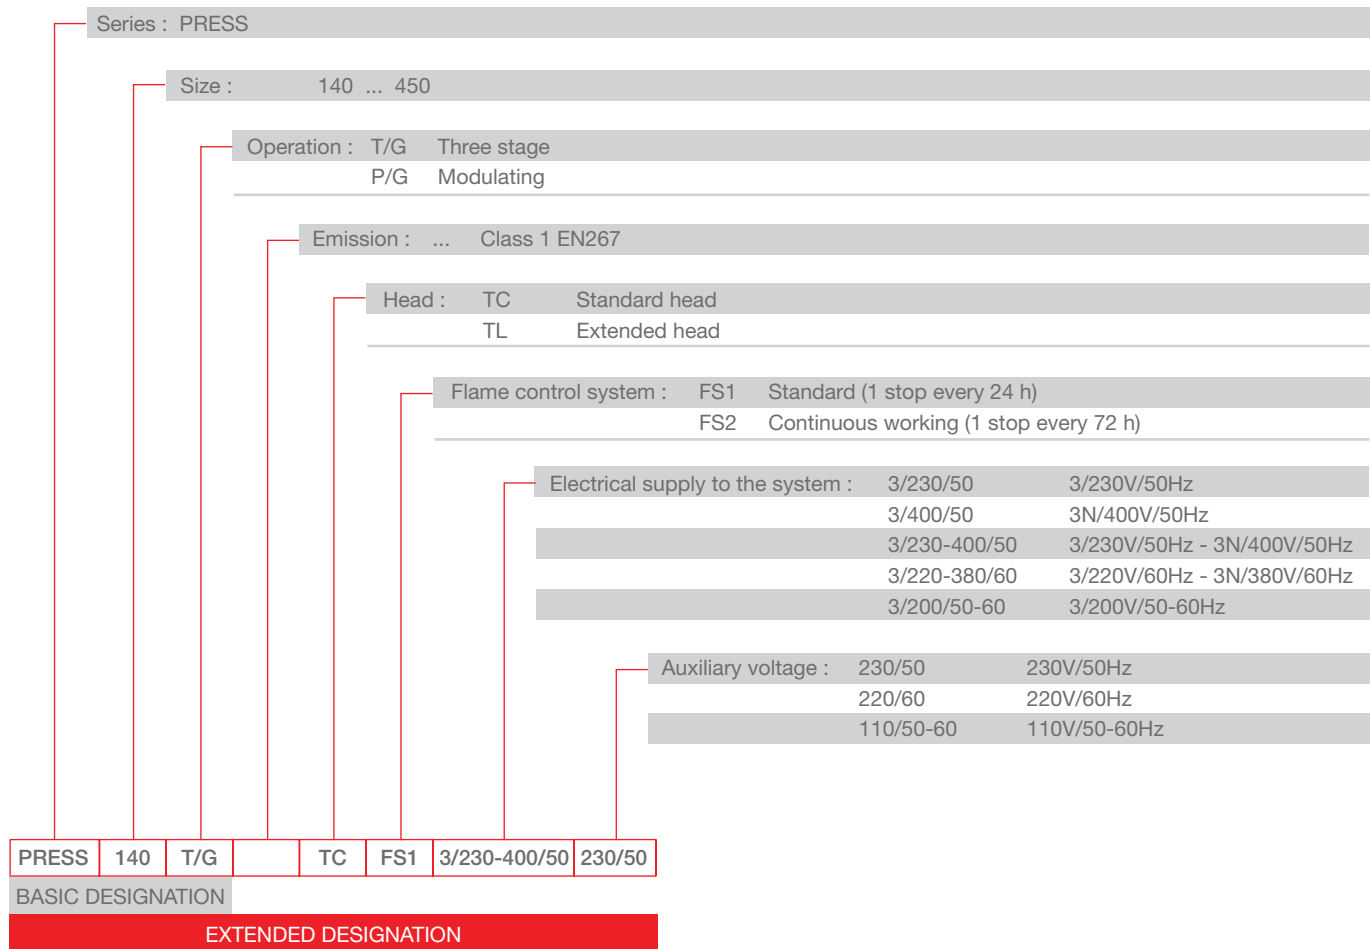 Series : PRESS
Size : 140 ... 450
Operation : T/G Three stage
P/G Modulating
Emission : ... Class 1 EN267
Head : TC Standard head
TL Extended head
Flame control system : FS1 Standard (1 stop every 24 h)
FS2 Continuous working (1 stop every 72 h)
Electrical supply to the system : 3/230/50 3/230V/50Hz
3/400/50 3N/400V/50Hz
3/230-400/50 3/230V/50Hz - 3N/400V/50Hz
3/220-380/60 3/220V/60Hz - 3N/380V/60Hz
3/200/50-60 3/200V/50-60Hz
Auxiliary voltage : 230/50 230V/50Hz
220/60 220V/60Hz
110/50-60 110V/50-60Hz
PRESS 140 T/G TC FS1 3/230-400/50 230/50
BASIC DESIGNATION
EXTENDED DESIGNATION